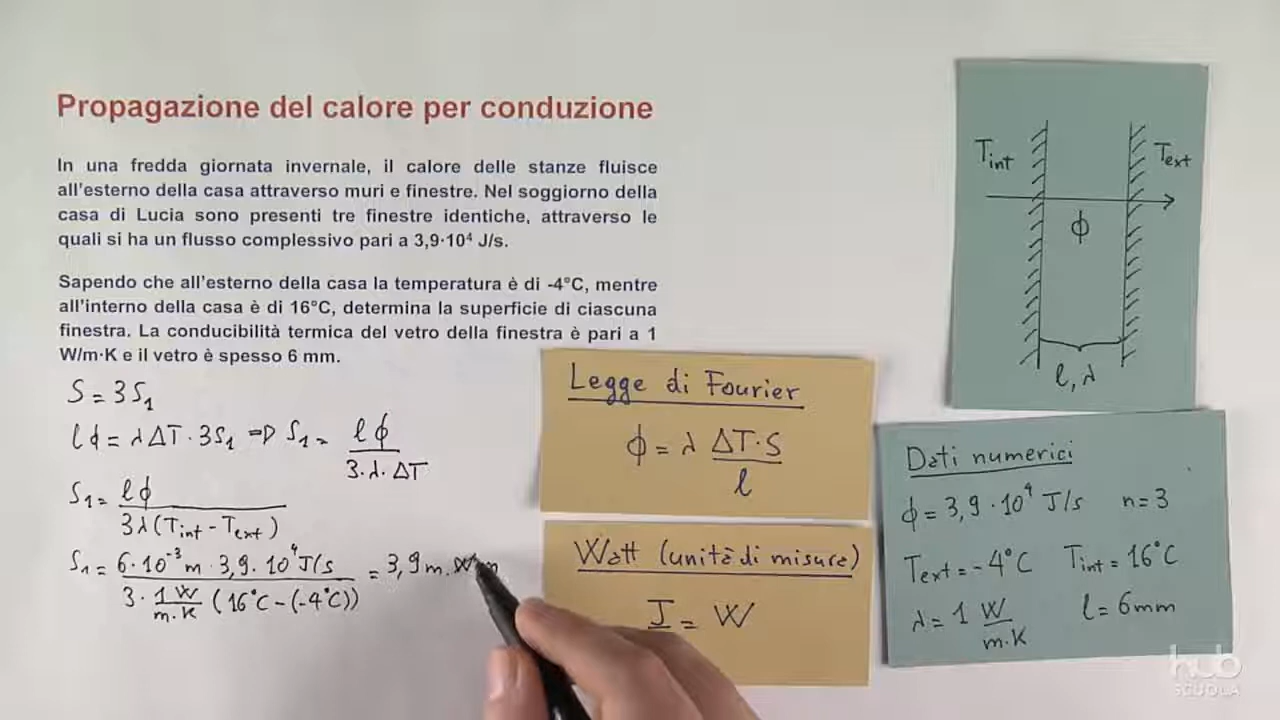 Propagazione del calore per conduzione
In una fredda giornata invernale, il calore delle stanze fluisce
all'esterno della casa attraverso muri e finestre. Nel soggiorno della
casa di Lucia sono presenti tre finestre identiche, attraverso le
quali si ha un flusso complessivo pari a 3,9·10⁴ J/s.
Sapendo che all'esterno della casa la temperatura è di -4°C, mentre
all'interno della casa è di 16°C, determina la superficie di ciascuna
finestra. La conducibilità termica del vetro della finestra è pari a 1
W/m·K e il vetro è spesso 6 mm.
S = 3S₁
lϕ = λΔT·3S₁ ⇒ S₁ = lϕ / 3·λ·ΔT
S₁ = lϕ / 3λ(Tint - Text)
S₁ = 6·10⁻³ m · 3,9·10⁴ J/s / 3·1 W/m.K (16°C - (-4°C)) = 3,9 m.
Legge di Fourier
ϕ = λ ΔT·S / l
Watt (unità di misura)
J = W
Tint
Text
ϕ
l, λ
Dati numerici
ϕ = 3,9·10⁴ J/s n = 3
Text = -4°C Tint = 16°C
λ = 1 W/m.K l = 6mm
hub
SCUOLA